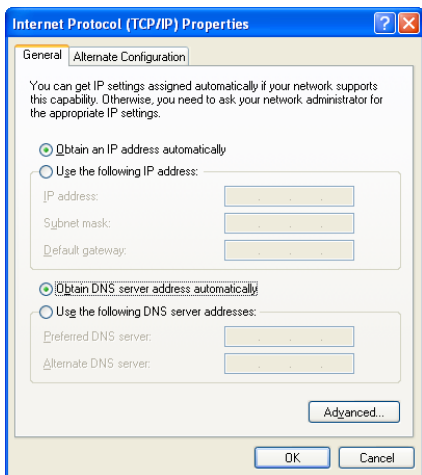 Internet Protocol (TCP/IP) Properties
General Alternate Configuration
You can get IP settings assigned automatically if your network supports
this capability. Otherwise, you need to ask your network administrator for
the appropriate IP settings.
Obtain an IP address automatically
Use the following IP address:
IP address:
Subnet mask:
Default gateway:
Obtain DNS server address automatically
Use the following DNS server addresses:
Preferred DNS server:
Alternate DNS server:
Advanced...
OK Cancel